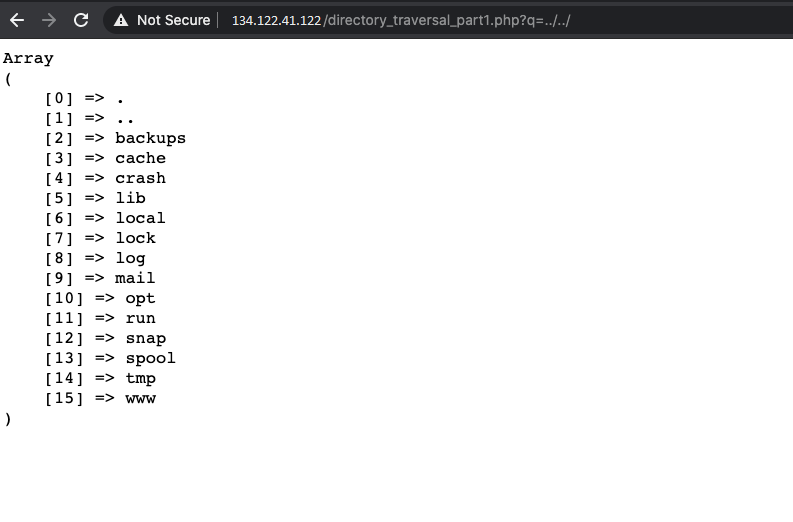 Not Secure | 134.122.41.122/directory_traversal_part1.php?q=../../
Array
(
    [0] => .
    [1] => ..
    [2] => backups
    [3] => cache
    [4] => crash
    [5] => lib
    [6] => local
    [7] => lock
    [8] => log
    [9] => mail
    [10] => opt
    [11] => run
    [12] => snap
    [13] => spool
    [14] => tmp
    [15] => www
)